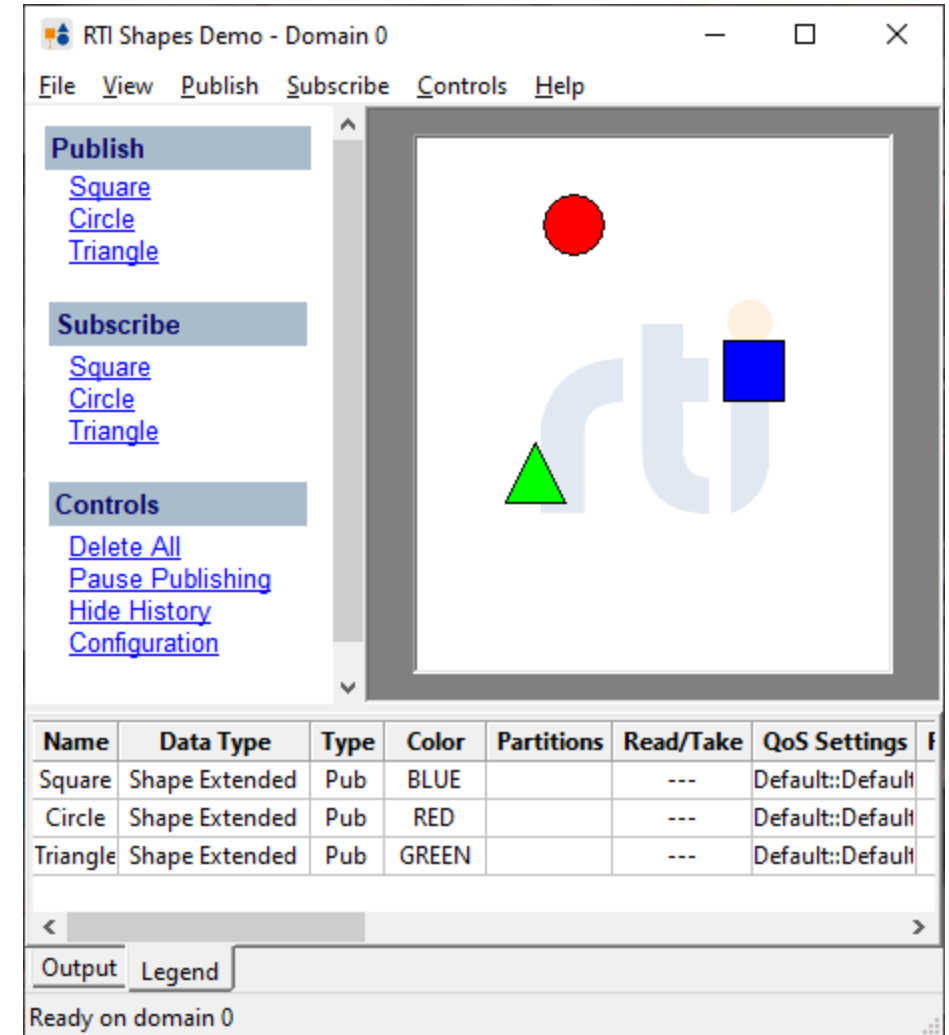 RTI Shapes Demo - Domain 0
File View Publish Subscribe Controls Help
Publish
Square
Circle
Triangle
Subscribe
Square
Circle
Triangle
Controls
Delete All
Pause Publishing
Hide History
Configuration
rti
Name Data Type Type Color Partitions Read/Take QoS Settings
Square Shape Extended Pub BLUE --- Default::Default
Circle Shape Extended Pub RED --- Default::Default
Triangle Shape Extended Pub GREEN --- Default::Default
Output Legend
Ready on domain 0